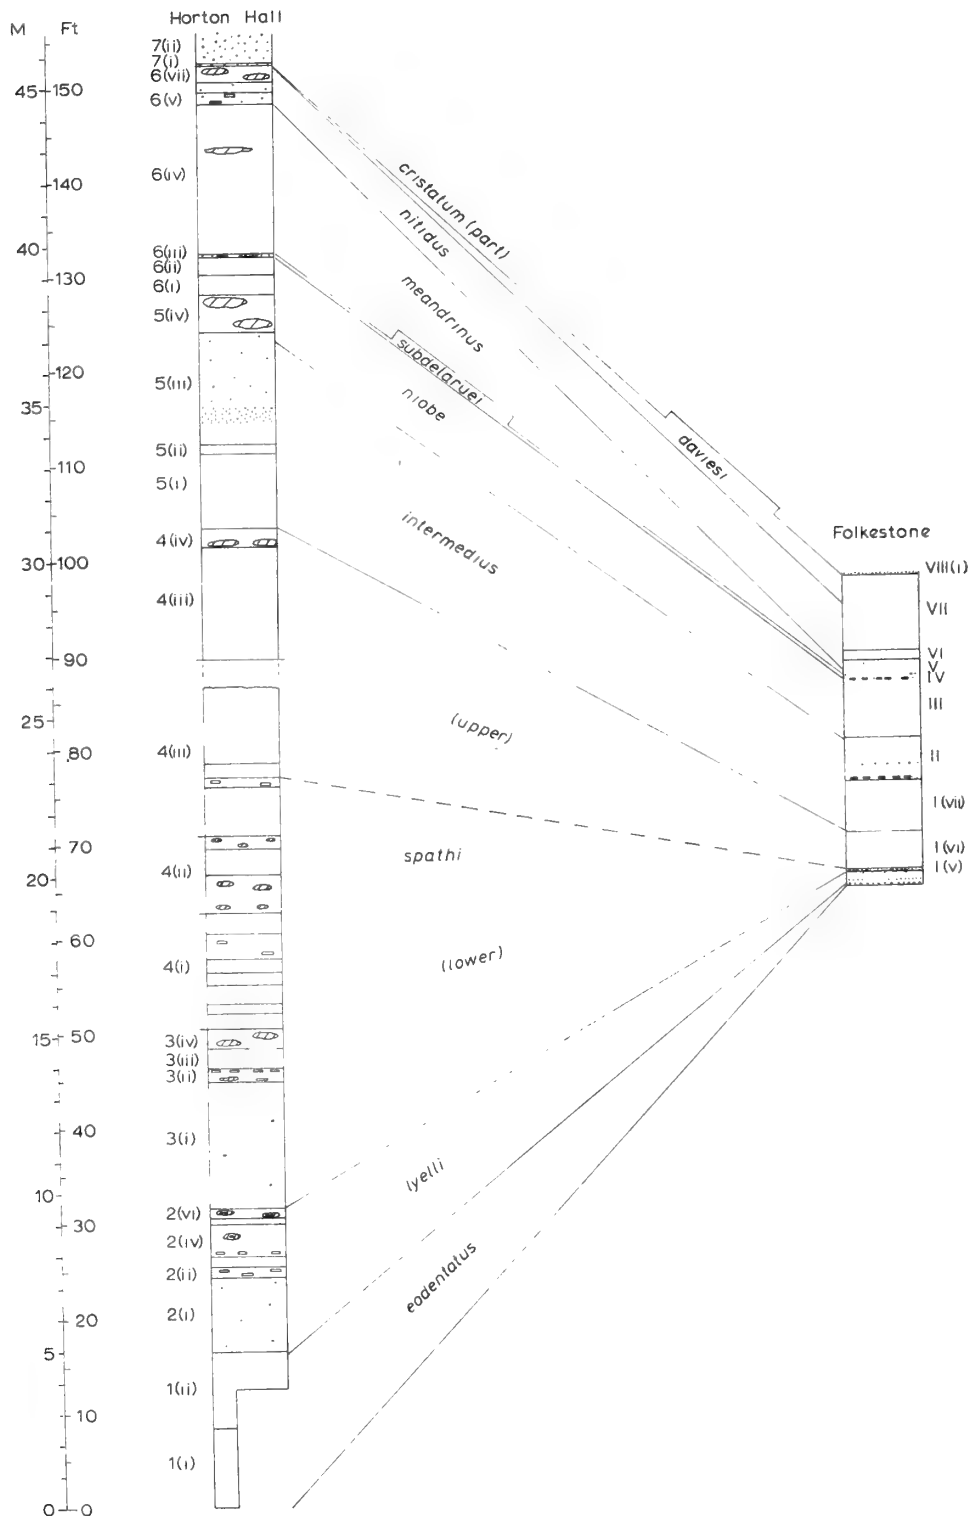 Horton Hall
M Ft
7(ii)
7(i)
6(vii)
45 150
6(v)
cristatum (part)
6(iv)
140
nitidus
40
6(iii)
6(ii)
130
6(i)
meandrinus
5(iv)
subdelaruei
120
5(iii)
niobe
35
daviesi
5(ii)
110
5(i)
intermedius
Folkestone
4(iv)
30 100
VIII(i)
4(iii)
VII
90
VI
V
IV
III
25
(upper)
80
4(iii)
II
I(vii)
70
spathi
I(vi)
4(ii)
I(v)
20
60
(lower)
4(i)
50
15
3(iv)
3(iii)
3(ii)
40
3(i)
lyelli
10
2(vi)
30
2(iv)
2(ii)
eodentatus
2(i)
20
5
1(ii)
10
1(i)
0 0